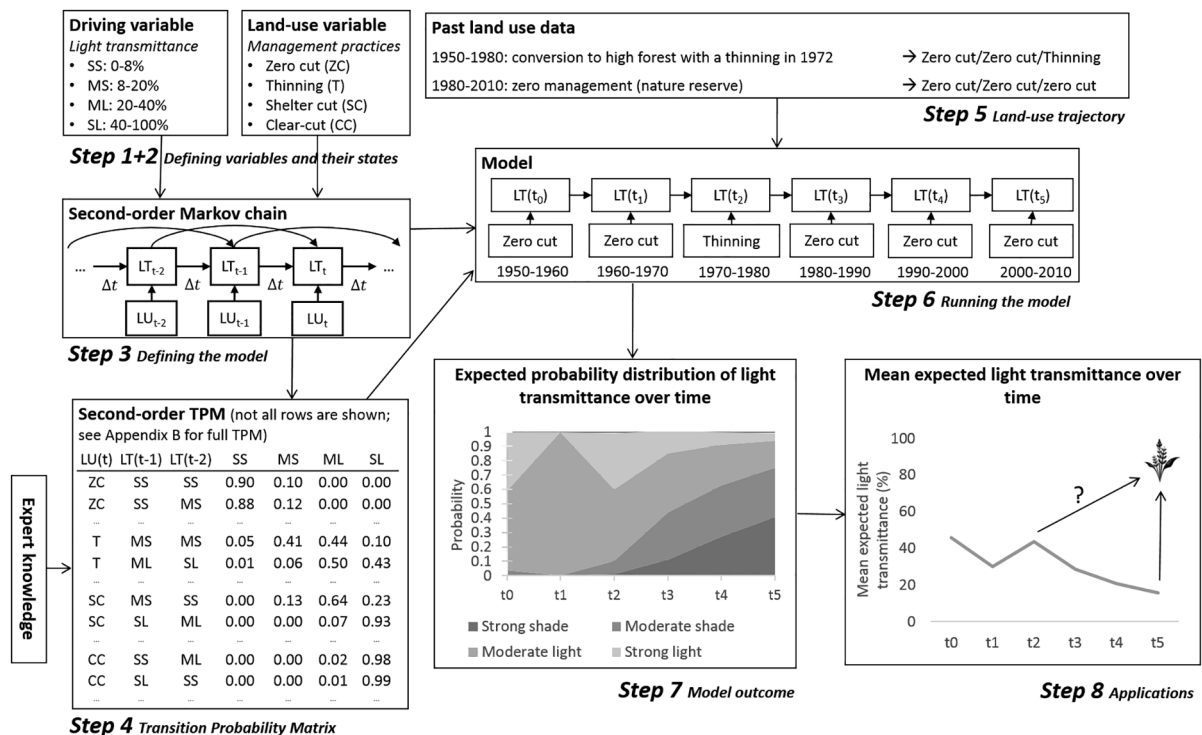 Driving variable
Light transmittance
• SS: 0-8%
• MS: 8-20%
• ML: 20-40%
• SL: 40-100%
Land-use variable
Management practices
• Zero cut (ZC)
• Thinning (T)
• Shelter cut (SC)
• Clear-cut (CC)
Step 1+2 Defining variables and their states
Past land use data
1950-1980: conversion to high forest with a thinning in 1972 → Zero cut/Zero cut/Thinning
1980-2010: zero management (nature reserve) → Zero cut/Zero cut/zero cut
Step 5 Land-use trajectory
Second-order Markov chain
... LTt-2 LTt-1 LTt ...
Δt Δt Δt Δt
LUt-2 LUt-1 LUt
Step 3 Defining the model
Model
LT(t0) LT(t1) LT(t2) LT(t3) LT(t4) LT(t5)
Zero cut Zero cut Thinning Zero cut Zero cut Zero cut
1950-1960 1960-1970 1970-1980 1980-1990 1990-2000 2000-2010
Step 6 Running the model
Expert knowledge
Second-order TPM (not all rows are shown;
see Appendix B for full TPM)
LU(t) LT(t-1) LT(t-2) SS MS ML SL
ZC SS SS 0.90 0.10 0.00 0.00
ZC SS MS 0.88 0.12 0.00 0.00
... ... ... ... ... ... ...
T MS MS 0.05 0.41 0.44 0.10
T ML SL 0.01 0.06 0.50 0.43
... ... ... ... ... ... ...
SC MS SS 0.00 0.13 0.64 0.23
SC SL ML 0.00 0.00 0.07 0.93
... ... ... ... ... ... ...
CC SS ML 0.00 0.00 0.02 0.98
CC SL SS 0.00 0.00 0.01 0.99
... ... ... ... ... ... ...
Step 4 Transition Probability Matrix
Expected probability distribution of light
transmittance over time
Probability
1
0.9
0.8
0.7
0.6
0.5
0.4
0.3
0.2
0.1
0
t0 t1 t2 t3 t4 t5
Strong shade Moderate shade
Moderate light Strong light
Step 7 Model outcome
Mean expected light transmittance over
time
Mean expected light
transmittance (%)
100
80
60
40
20
0
?
t0 t1 t2 t3 t4 t5
Step 8 Applications